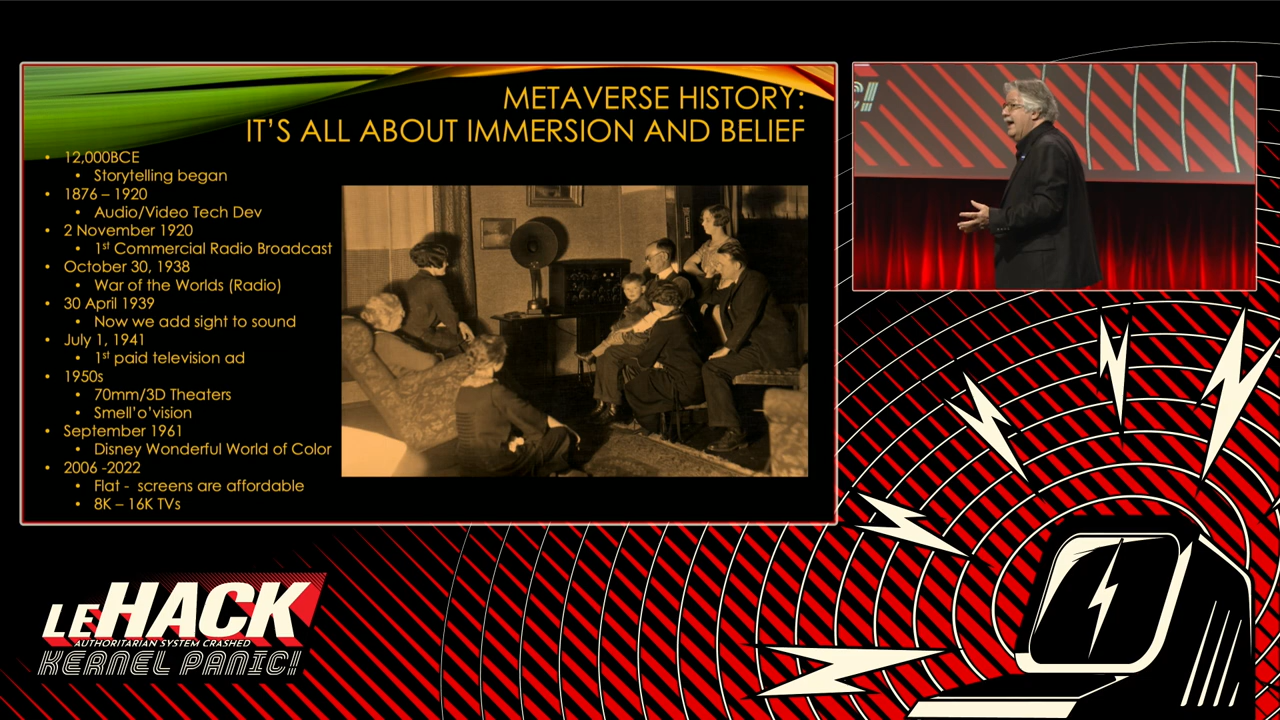 METAVERSE HISTORY:
IT'S ALL ABOUT IMMERSION AND BELIEF
• 12,000BCE
• Storytelling began
• 1876 – 1920
• Audio/Video Tech Dev
• 2 November 1920
• 1st Commercial Radio Broadcast
• October 30, 1938
• War of the Worlds (Radio)
• 30 April 1939
• Now we add sight to sound
• July 1, 1941
• 1st paid television ad
• 1950s
• 70mm/3D Theaters
• Smell'o'vision
• September 1961
• Disney Wonderful World of Color
• 2006 -2022
• Flat - screens are affordable
• 8K – 16K TVs
LEHACK
AUTHORITARIAN SYSTEM CRASHED
KERNEL PANIC!